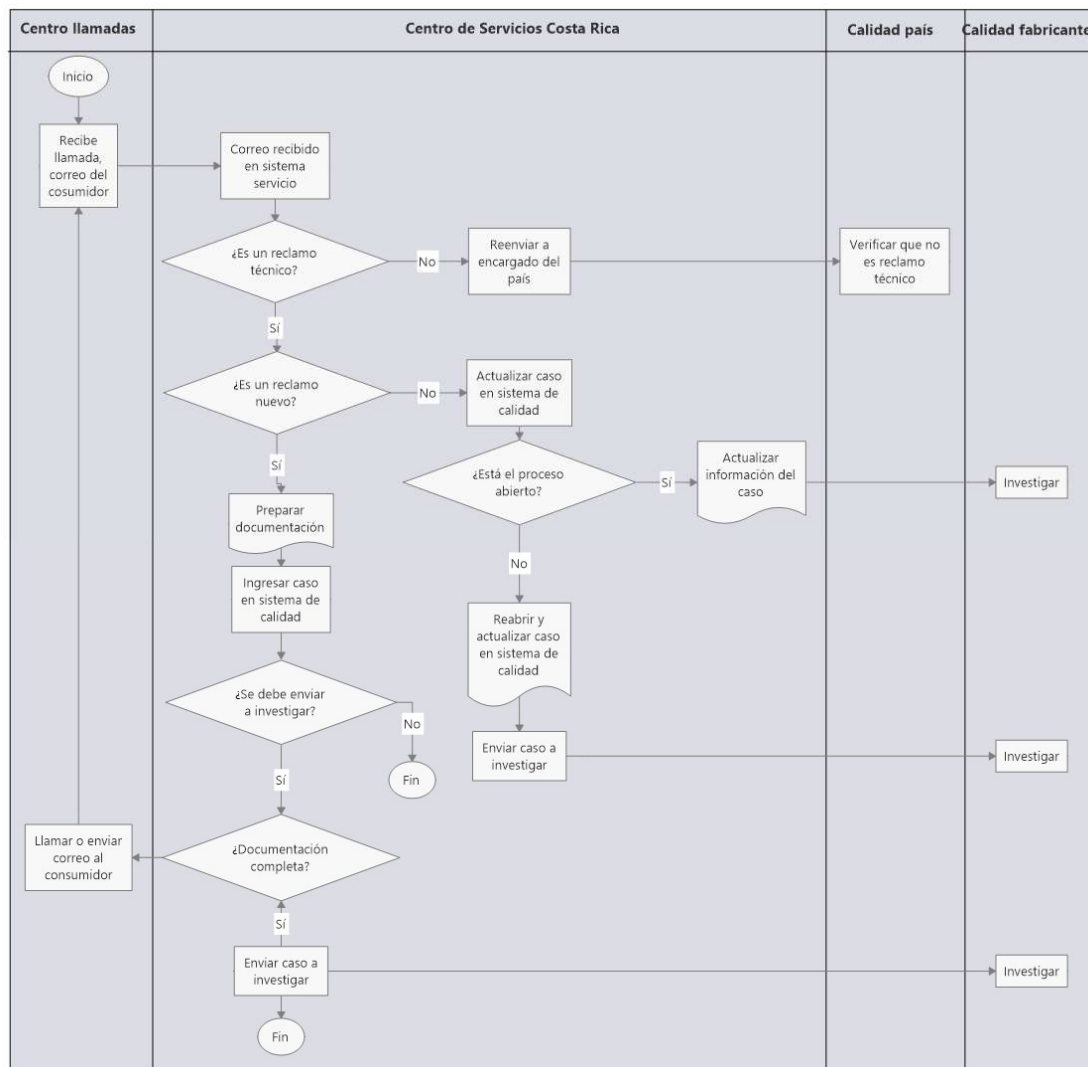 Centro llamadas
Centro de Servicios Costa Rica
Calidad país
Calidad fabricante
Inicio
Recibe
llamada,
correo del
cosumidor
Correo recibido
en sistema
servicio
¿Es un reclamo
técnico?
No
Reenviar a
encargado del
país
Verificar que no
es reclamo
técnico
Sí
¿Es un reclamo
nuevo?
No
Actualizar caso
en sistema de
calidad
Sí
¿Está el proceso
abierto?
Sí
Actualizar
información del
caso
Investigar
Preparar
documentación
No
Ingresar caso
en sistema de
calidad
Reabrir y
actualizar caso
en sistema de
calidad
¿Se debe enviar
a investigar?
No
Fin
Enviar caso a
investigar
Investigar
Sí
Llamar o enviar
correo al
consumidor
¿Documentación
completa?
Sí
Enviar caso a
investigar
Investigar
Fin